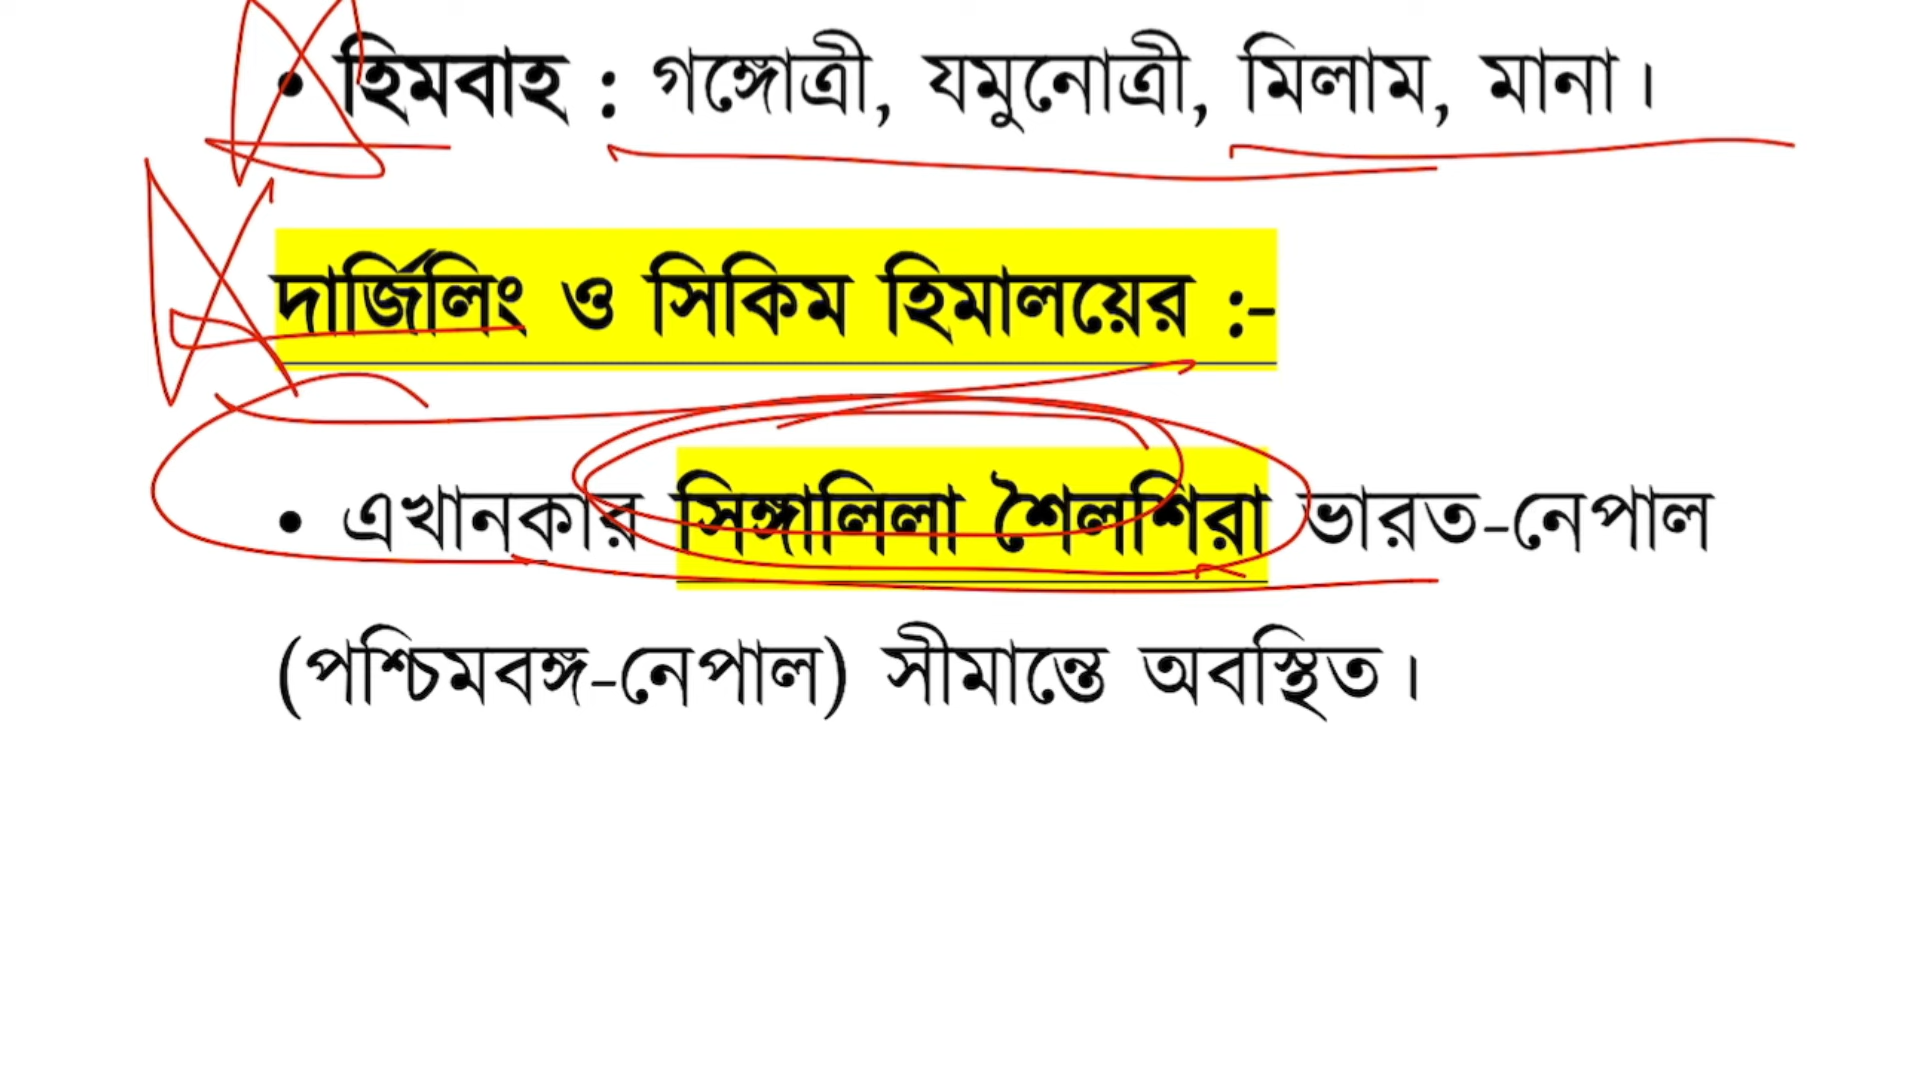 • হিমবাহ : গঙ্গোত্রী, যমুনোত্রী, মিলাম, মানা।
দার্জিলিং ও সিকিম হিমালয়ের :-
• এখানকার সিঙ্গালিলা শৈলশিরা ভারত-নেপাল
(পশ্চিমবঙ্গ-নেপাল) সীমান্তে অবস্থিত।